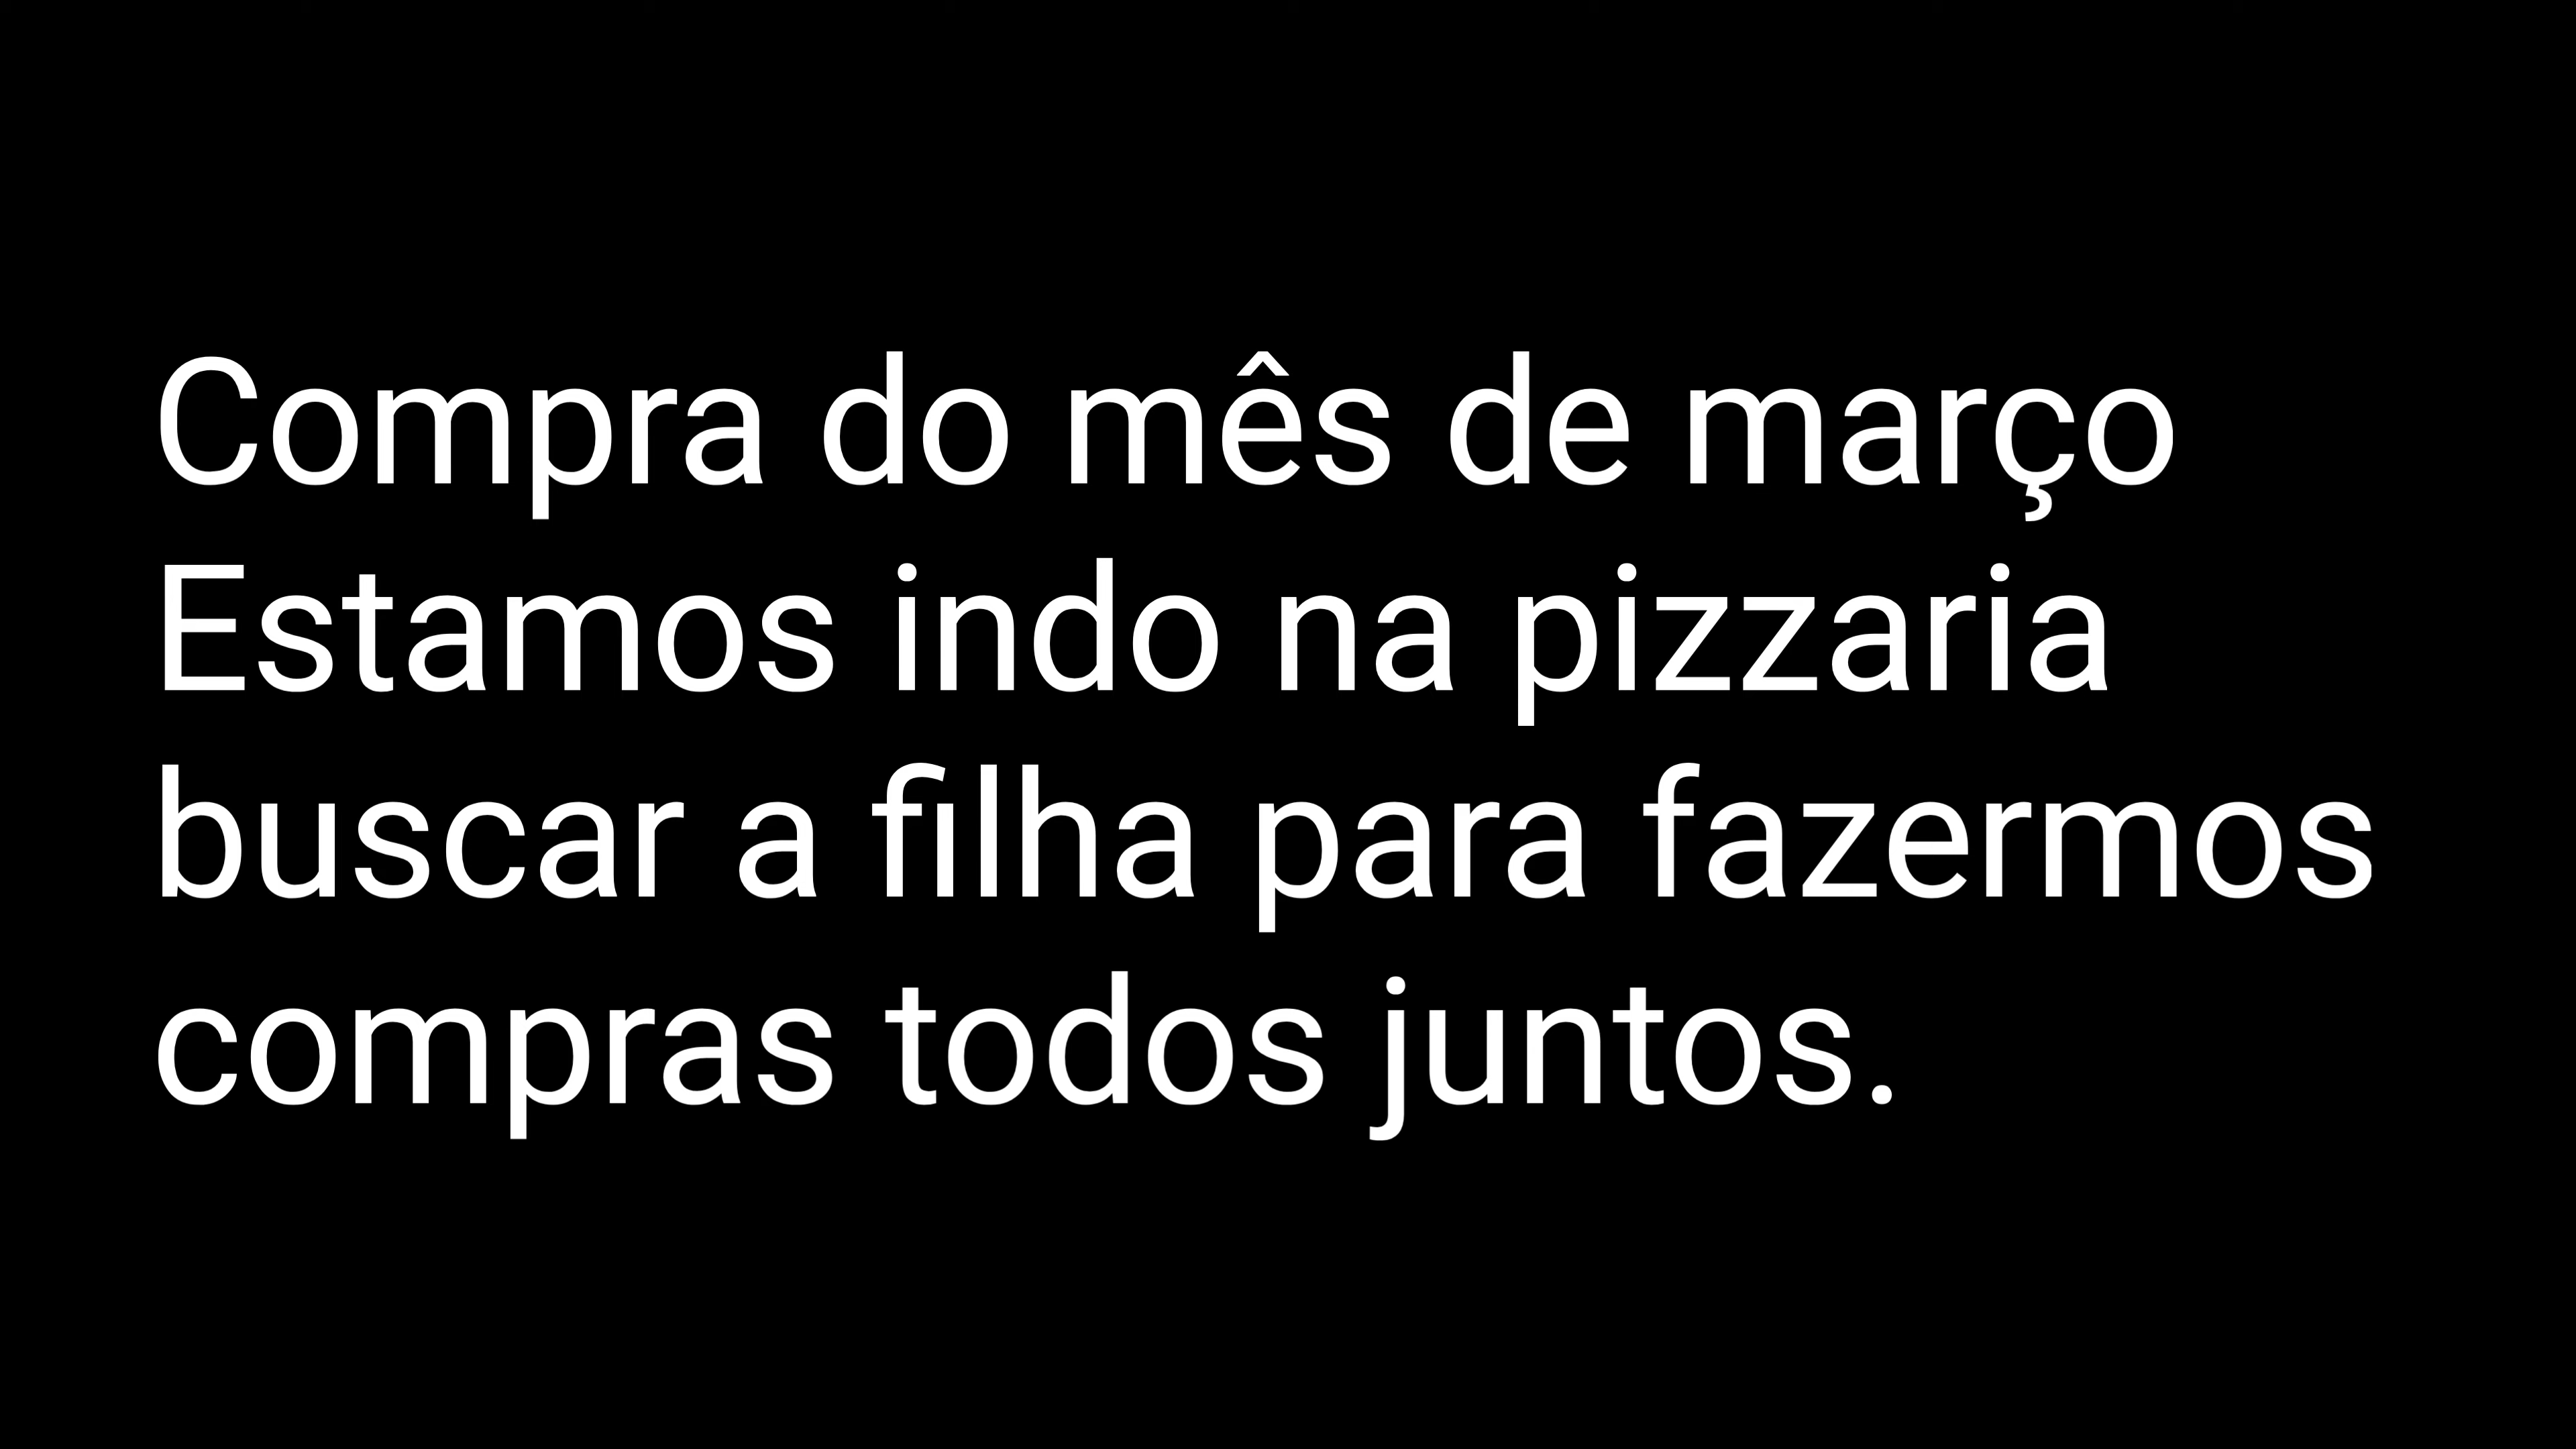 Compra do mês de março
Estamos indo na pizzaria
buscar a filha para fazermos
compras todos juntos.